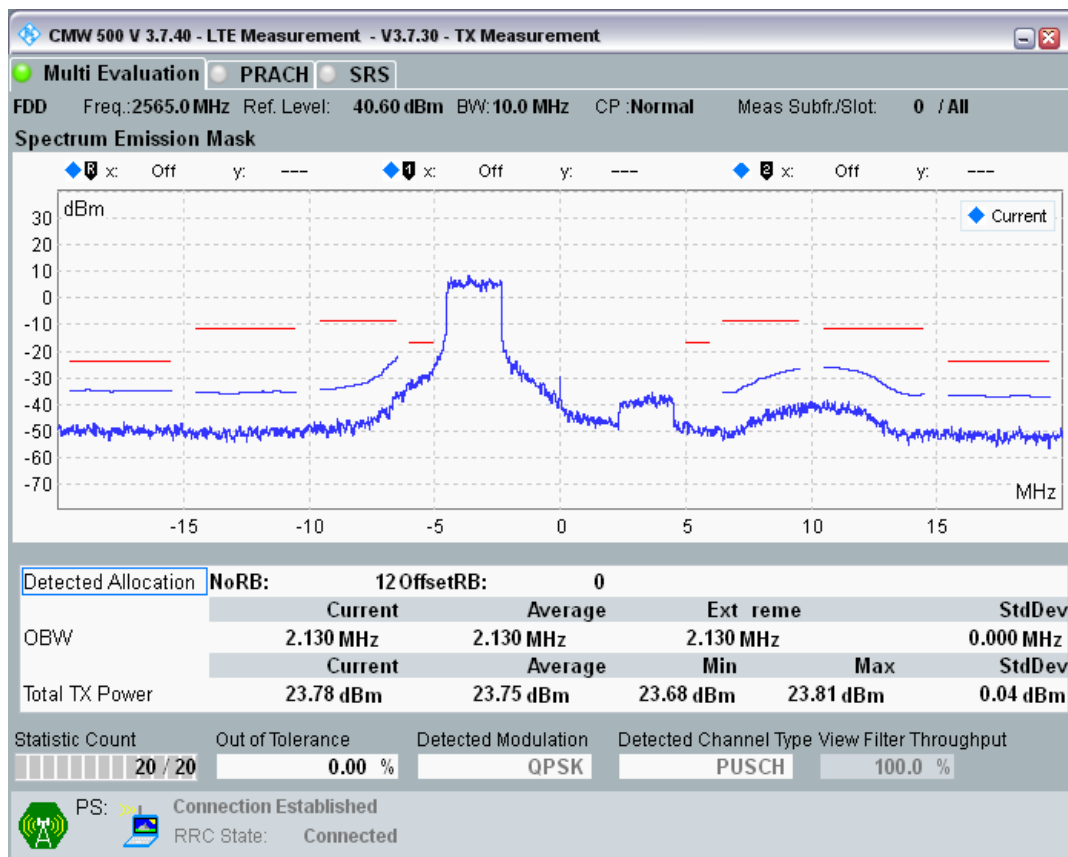 CMW 500 V 3.7.40 - LTE Measurement - V3.7.30 - TX Measurement
Multi Evaluation PRACH SRS
FDD Freq.:2565.0 MHz Ref. Level: 40.60 dBm BW:10.0 MHz CP :Normal Meas Subfr./Slot: 0 / All
Spectrum Emission Mask
R x: Off y: --- 1 x: Off y: --- 2 x: Off y: ---
dBm
Current
30
20
10
0
-10
-20
-30
-40
-50
-60
-70
MHz
-15 -10 -5 0 5 10 15
Detected Allocation NoRB: 12 OffsetRB: 0
Current Average Ext reme StdDev
OBW 2.130 MHz 2.130 MHz 2.130 MHz 0.000 MHz
Current Average Min Max StdDev
Total TX Power 23.78 dBm 23.75 dBm 23.68 dBm 23.81 dBm 0.04 dBm
Statistic Count Out of Tolerance Detected Modulation Detected Channel Type View Filter Throughput
20 / 20 0.00 % QPSK PUSCH 100.0 %
PS: Connection Established
RRC State: Connected